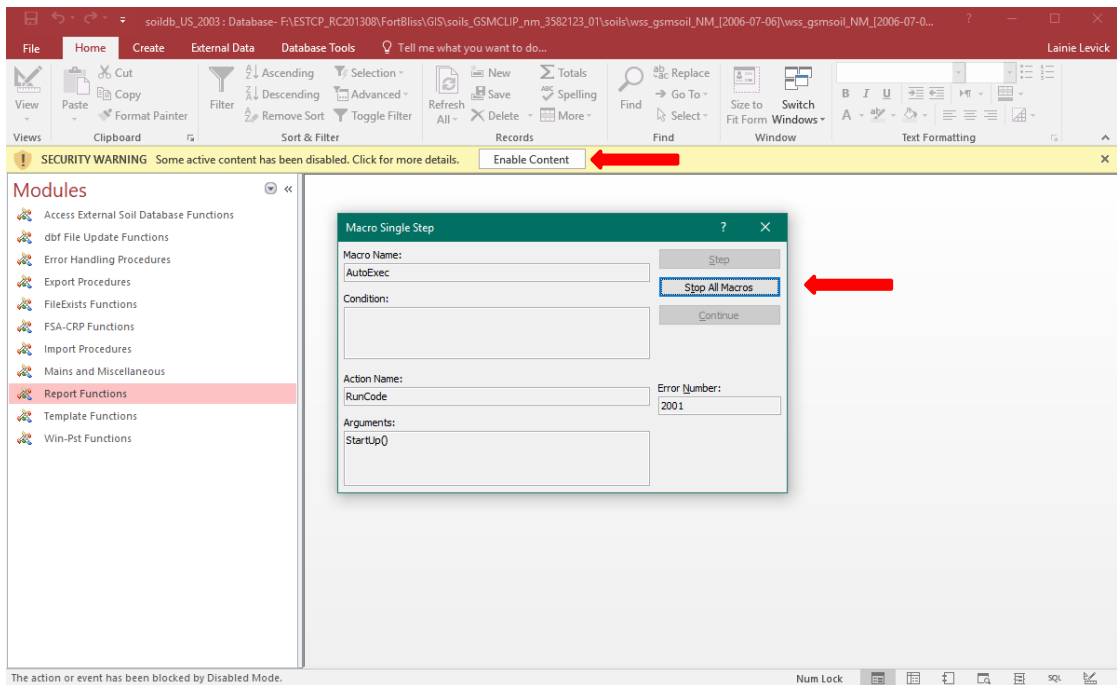 soildb_US_2003 : Database- F:\ESTCP_RC201308\FortBliss\GIS\soils_GSMCLIP_nm_3582123_01\soils\wss_gsmsoil_NM_[2006-07-06]\wss_gsmsoil_NM_[2006-07-0... ?
File Home Create External Data Database Tools Tell me what you want to do... Lainie Levick
View
Views
Paste
Cut
Copy
Format Painter
Clipboard
Filter
Ascending
Descending
Remove Sort
Selection
Advanced
Toggle Filter
Sort & Filter
Refresh
All
New
Save
Delete
Totals
Spelling
More
Records
Find
Replace
Go To
Select
Find
Size to
Fit Form
Switch
Windows
Window
B I U
A
Text Formatting
SECURITY WARNING Some active content has been disabled. Click for more details. Enable Content
Modules
Access External Soil Database Functions
dbf File Update Functions
Error Handling Procedures
Export Procedures
FileExists Functions
FSA-CRP Functions
Import Procedures
Mains and Miscellaneous
Report Functions
Template Functions
Win-Pst Functions
Macro Single Step ?
Macro Name:
AutoExec
Condition:
Action Name:
RunCode
Arguments:
StartUp()
Step
Stop All Macros
Continue
Error Number:
2001
The action or event has been blocked by Disabled Mode. Num Lock SQL